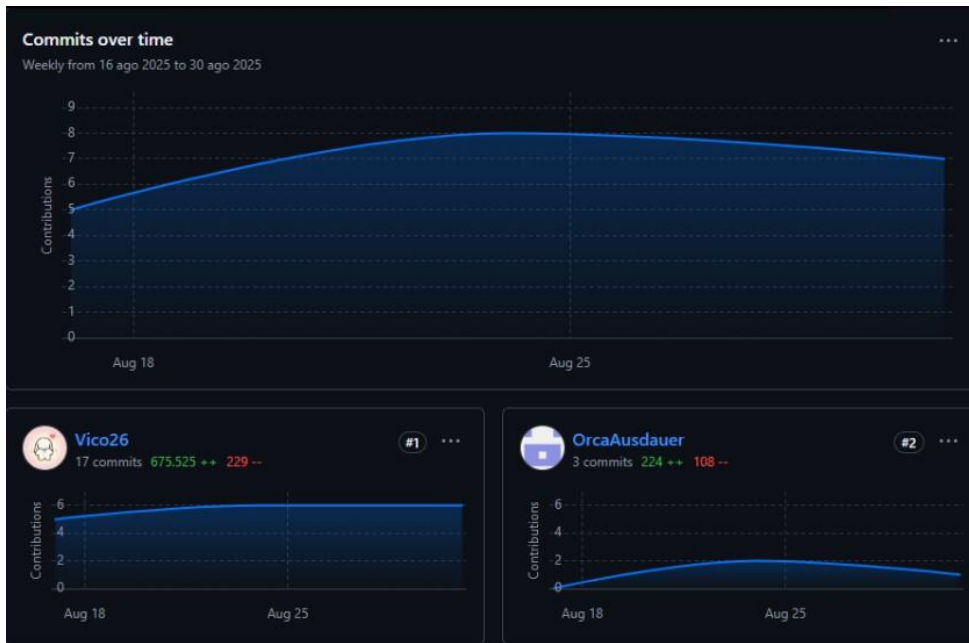 Commits over time
Weekly from 16 ago 2025 to 30 ago 2025
Contributions
9
8
7
6
5
4
3
2
1
0
Aug 18 Aug 25
Vico26 #1
17 commits 675.525 ++ 229 --
Contributions
6
4
2
0
Aug 18 Aug 25
OrcaAusdauer #2
3 commits 224 ++ 108 --
Contributions
6
4
2
0
Aug 18 Aug 25